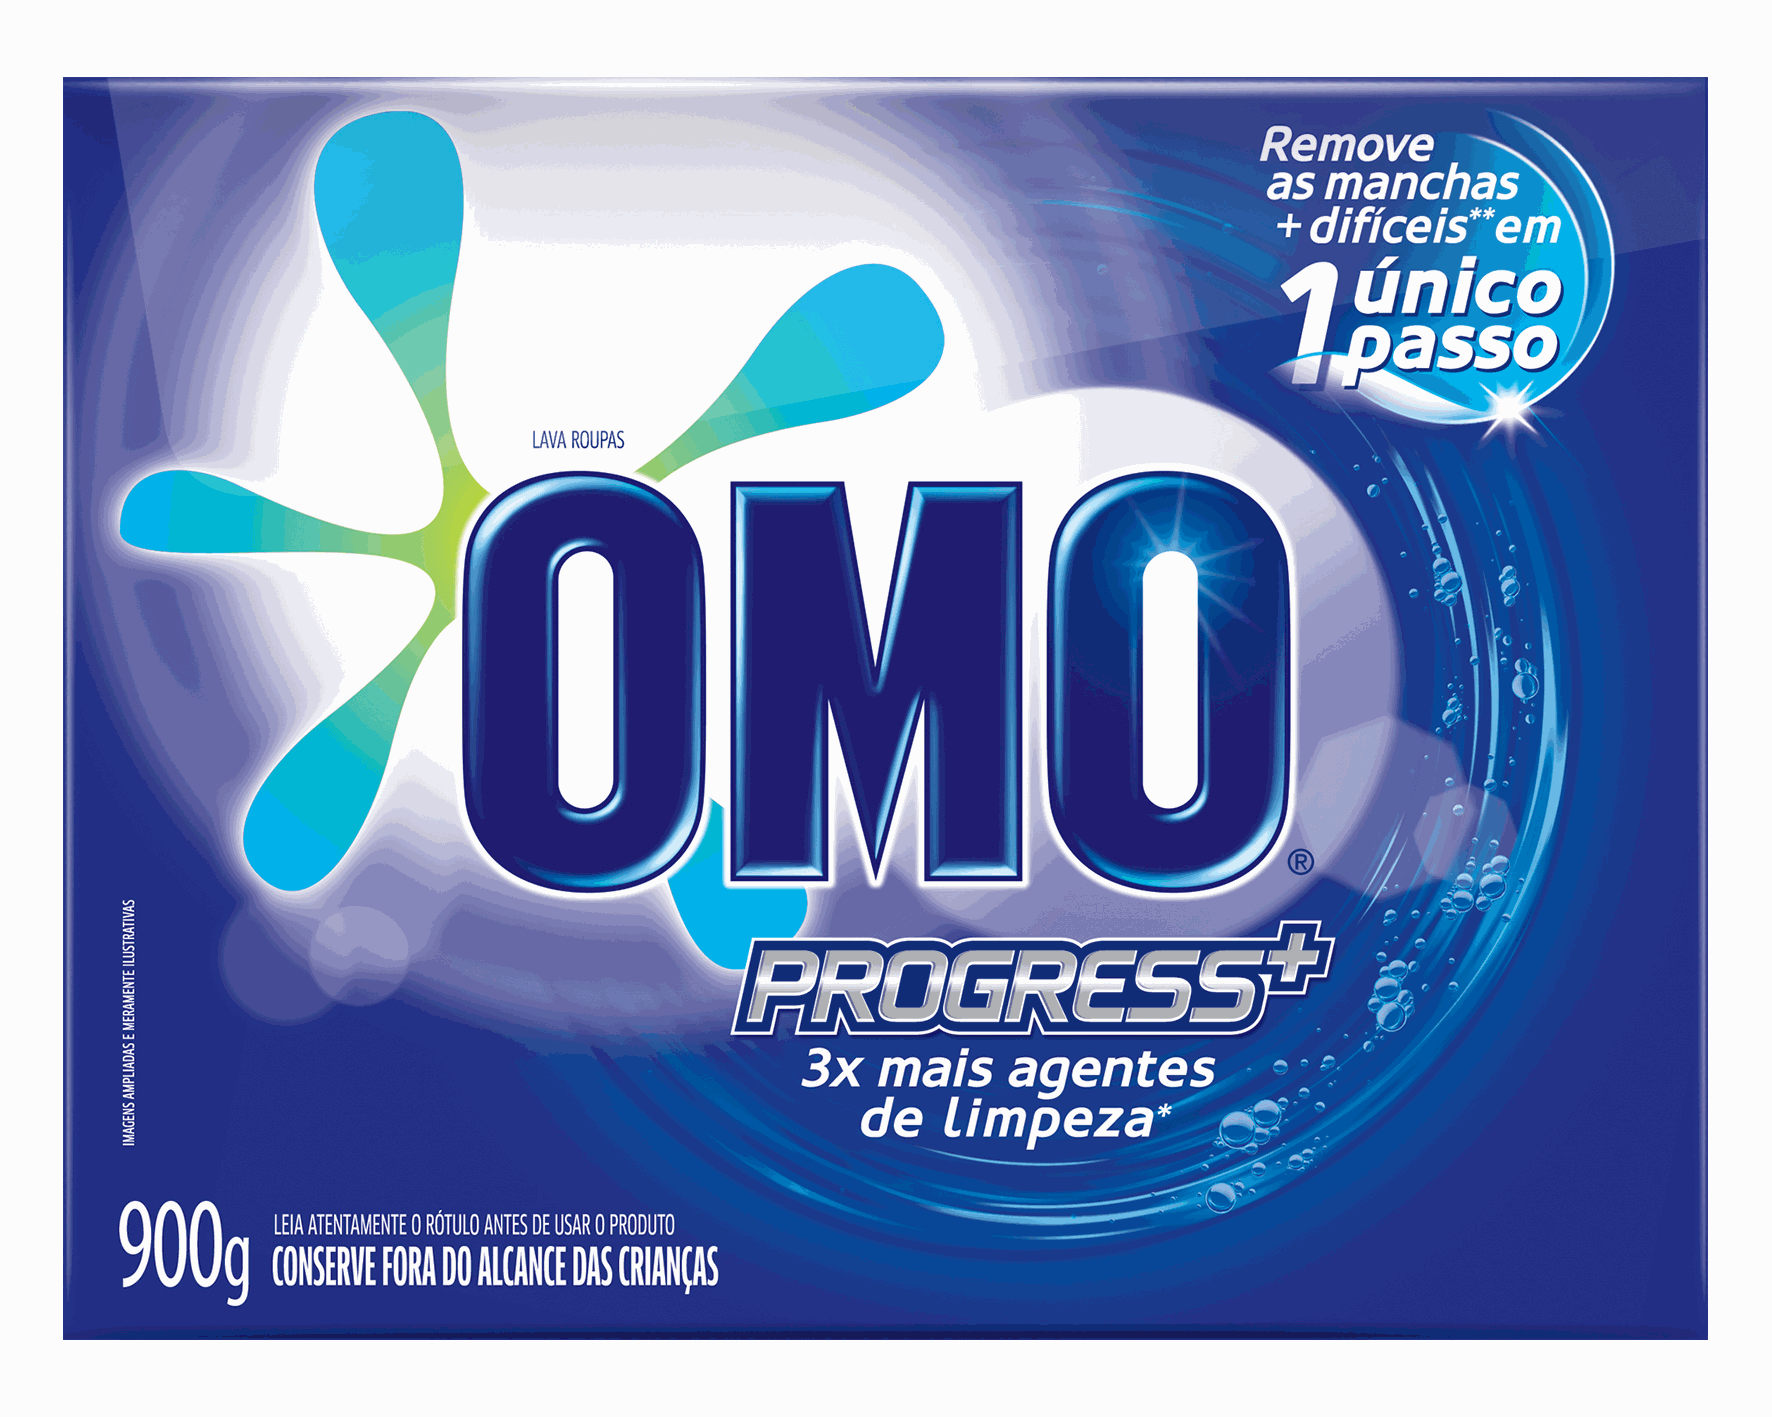 Remove
as manchas
+ difíceis** em
1 único
passo
LAVA ROUPAS
OMO®
PROGRESS+
3x mais agentes
de limpeza*
IMAGENS AMPLIADAS E MERAMENTE ILUSTRATIVAS
900g
LEIA ATENTAMENTE O RÓTULO ANTES DE USAR O PRODUTO
CONSERVE FORA DO ALCANCE DAS CRIANÇAS